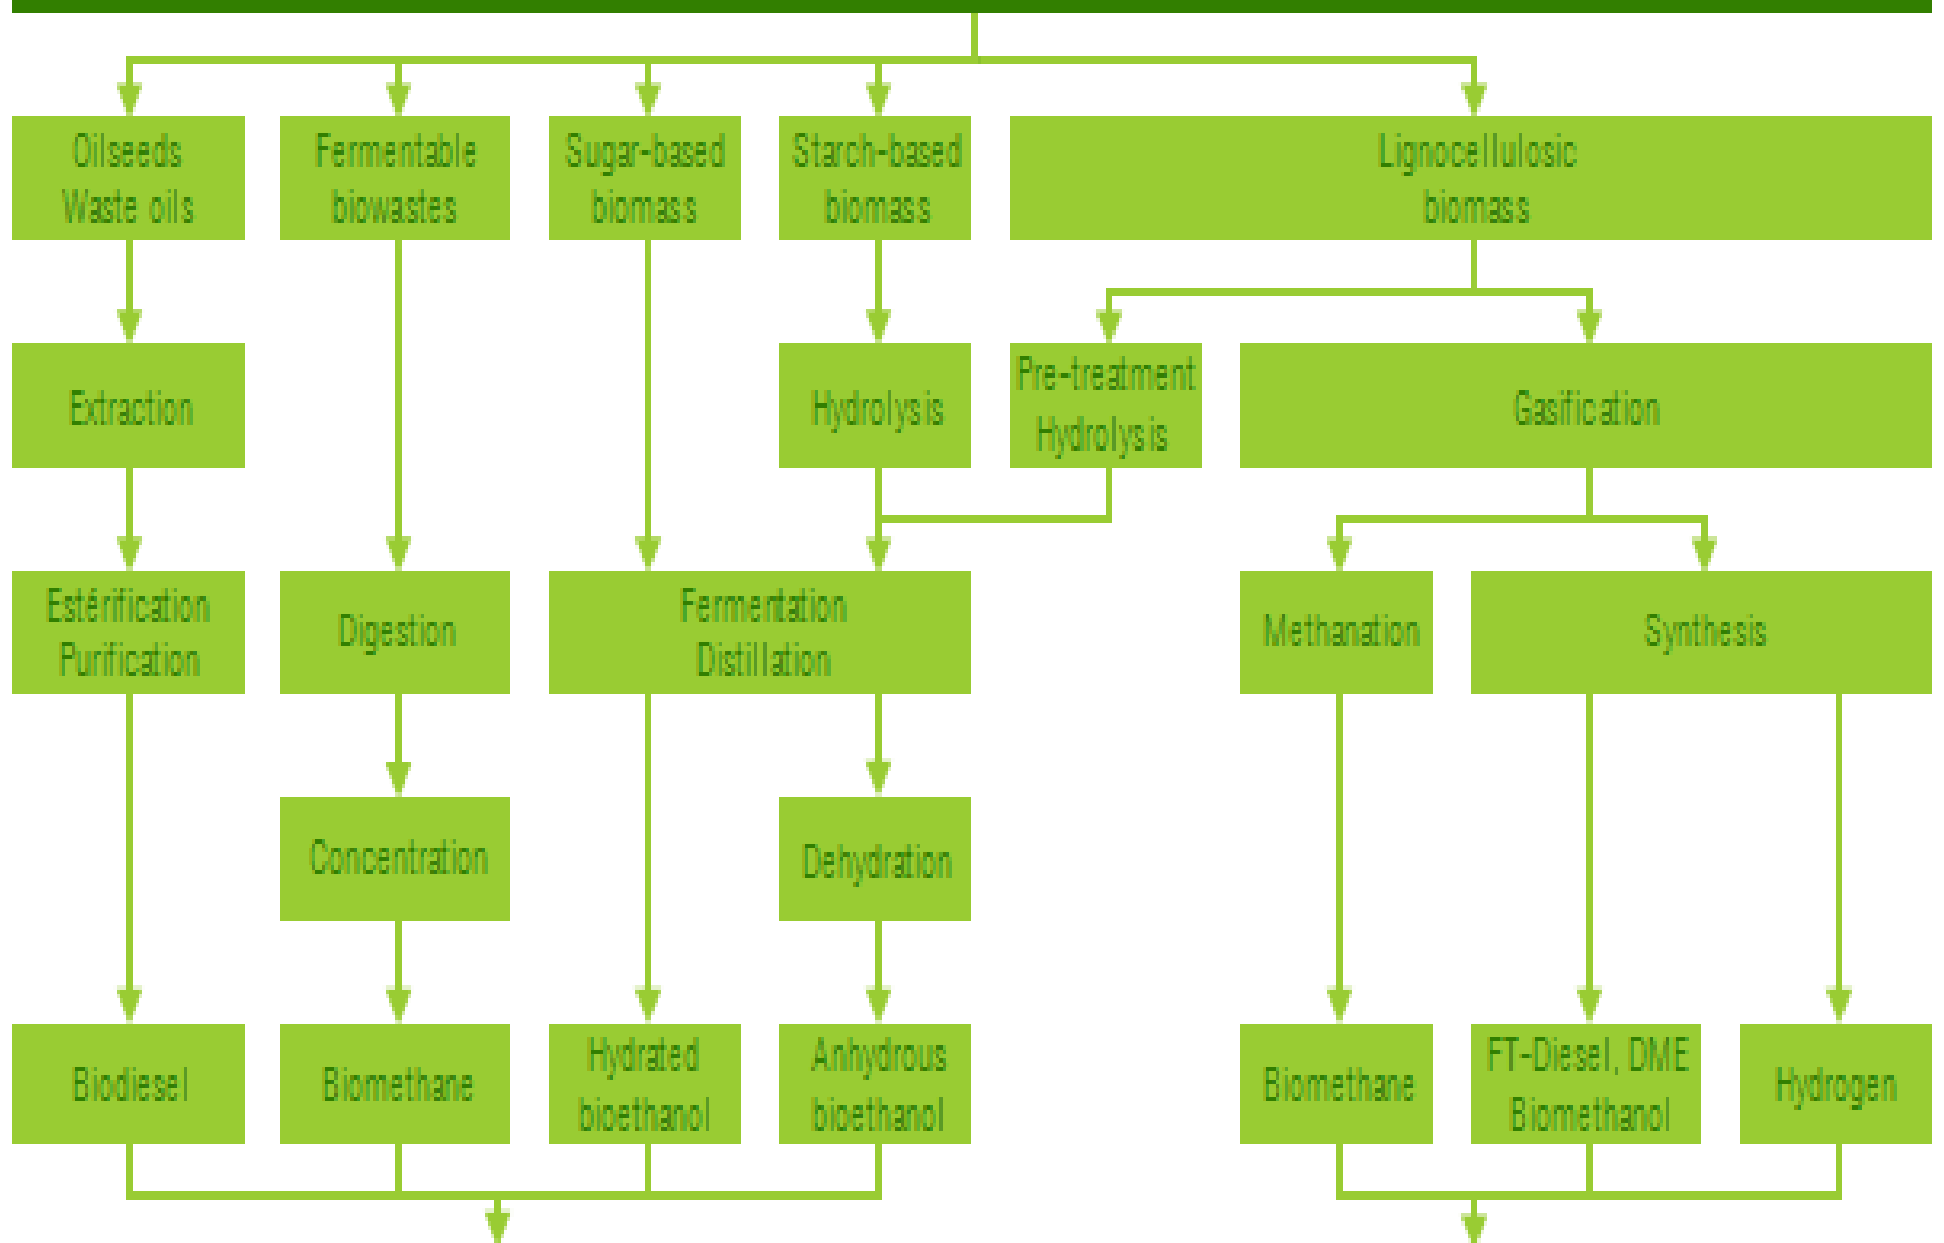 Oilseeds
Waste oils
Fermentable
biowastes
Sugar-based
biomass
Starch-based
biomass
Lignocellulosic
biomass
Extraction
Hydrolysis
Pre-treatment
Hydrolysis
Gasification
Estérification
Purification
Digestion
Fermentation
Distillation
Methanation
Synthesis
Concentration
Dehydration
Biodiesel
Biomethane
Hydrated
bioethanol
Anhydrous
bioethanol
Biomethane
FT-Diesel, DME
Biomethanol
Hydrogen